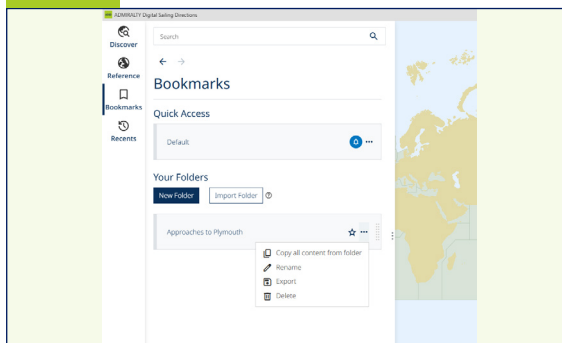 ADMIRALTY Digital Sailing Directions
Discover
Search
Reference
Bookmarks
Bookmarks
Quick Access
Recents
Default
Your Folders
New Folder
Import Folder
Approaches to Plymouth
Copy all content from folder
Rename
Export
Delete